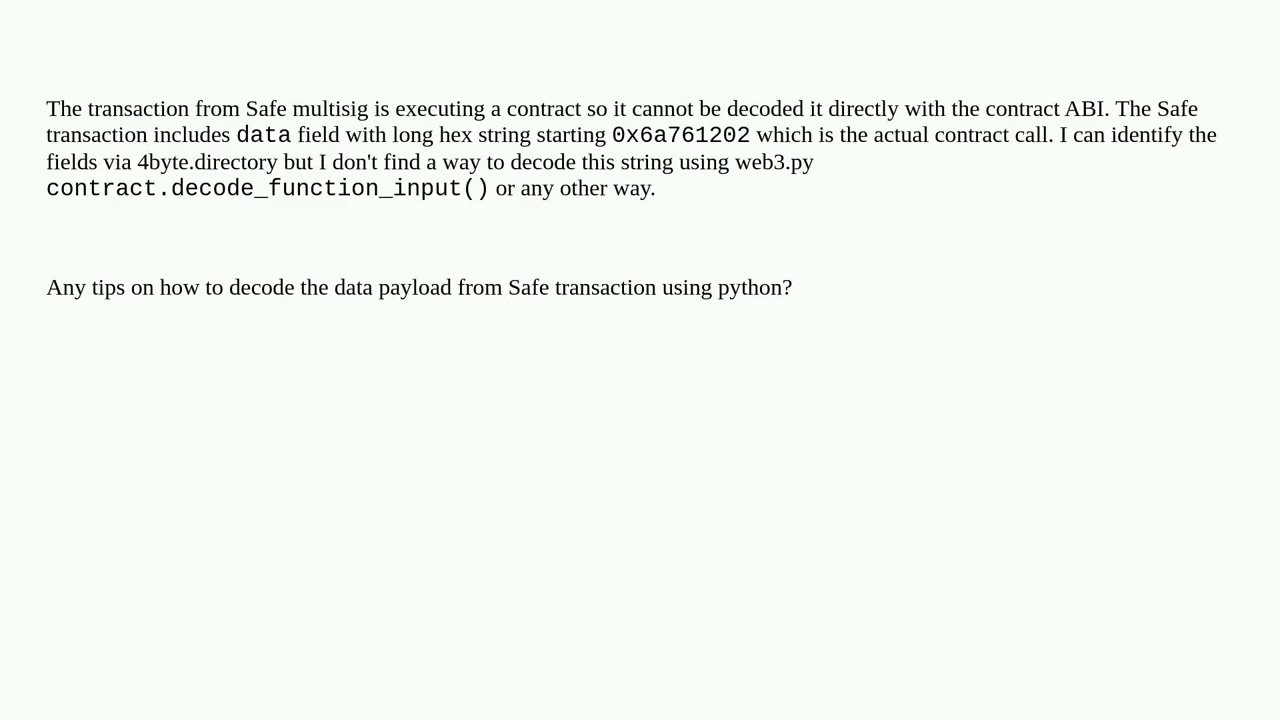 The transaction from Safe multisig is executing a contract so it cannot be decoded it directly with the contract ABI. The Safe
transaction includes data field with long hex string starting 0x6a761202 which is the actual contract call. I can identify the
fields via 4byte.directory but I don't find a way to decode this string using web3.py
contract.decode_function_input() or any other way.
Any tips on how to decode the data payload from Safe transaction using python?